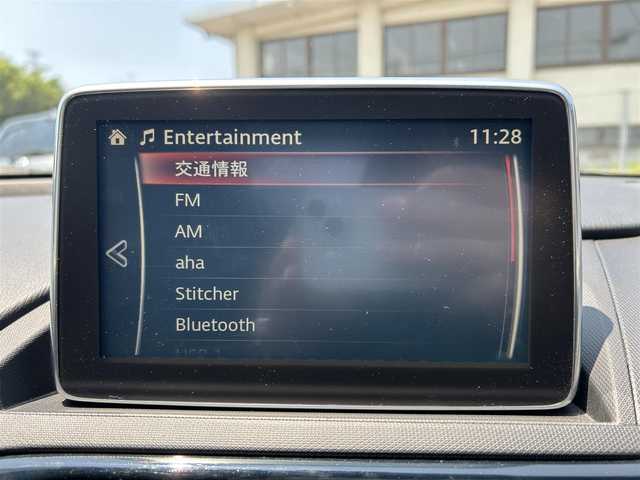 Entertainment 11:28
交通情報
FM
AM
aha
Stitcher
Bluetooth